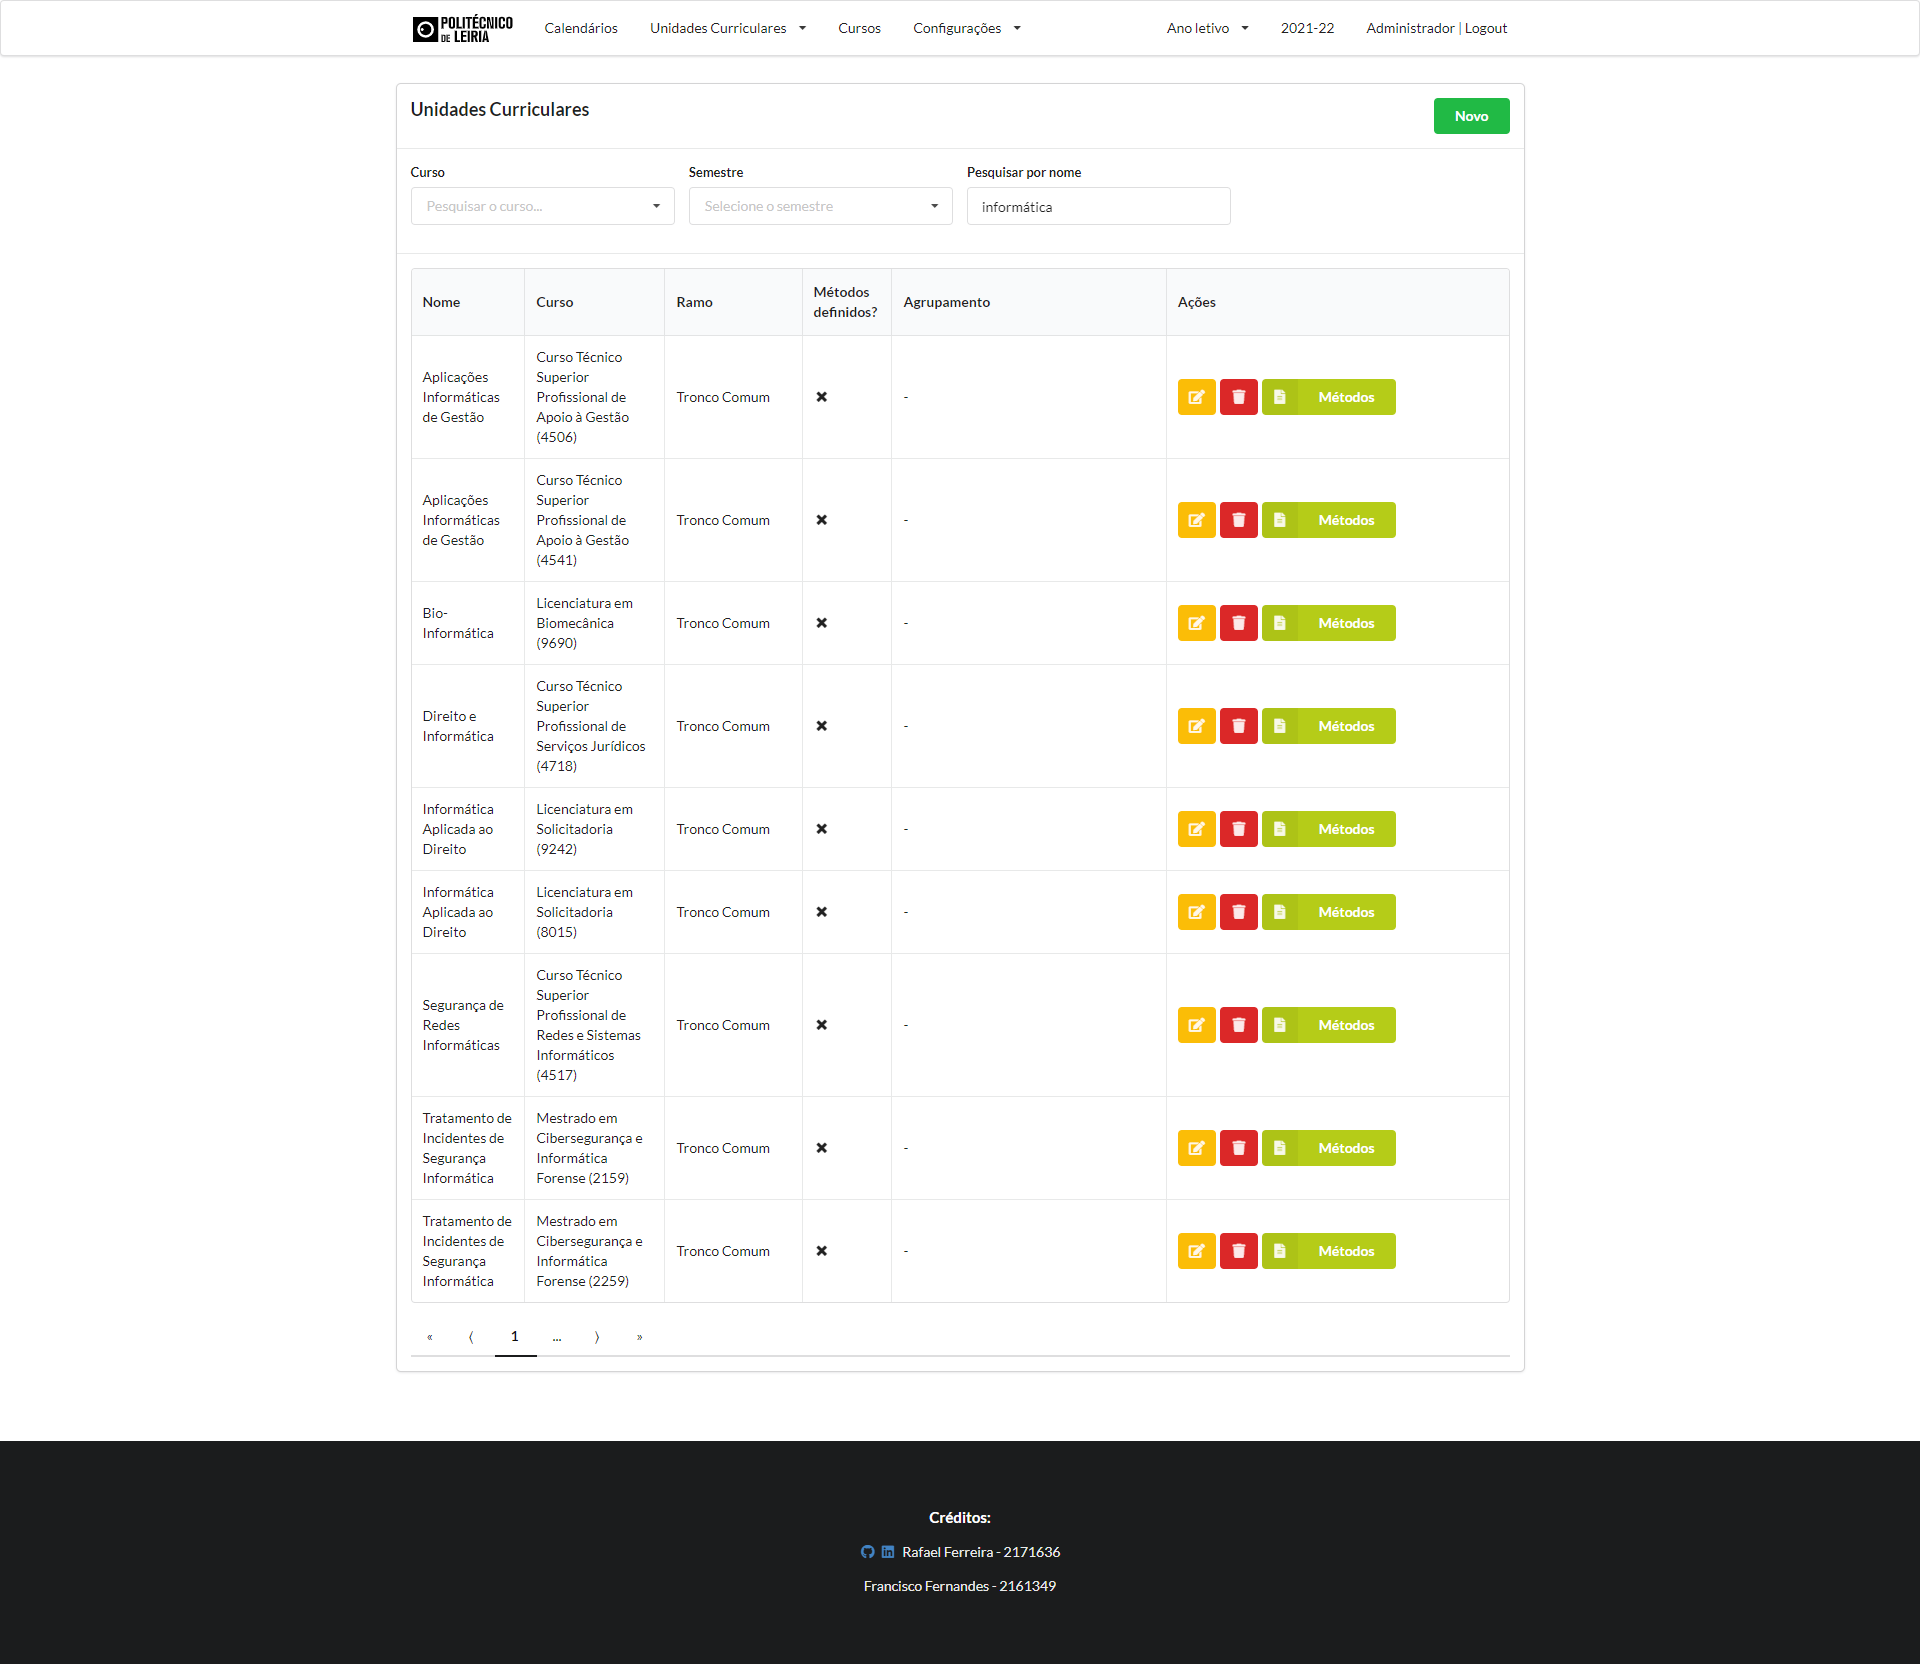 POLITÉCNICO
DE LEIRIA
Calendários
Unidades Curriculares
Cursos
Configurações
Ano letivo
2021-22
Administrador | Logout
Unidades Curriculares
Novo
Curso
Semestre
Pesquisar por nome
Pesquisar o curso...
Selecione o semestre
informática
Nome
Curso
Ramo
Métodos
definidos?
Agrupamento
Ações
Aplicações
Informáticas
de Gestão
Curso Técnico
Superior
Profissional de
Apoio à Gestão
(4506)
Tronco Comum
-
Métodos
Aplicações
Informáticas
de Gestão
Curso Técnico
Superior
Profissional de
Apoio à Gestão
(4541)
Tronco Comum
-
Métodos
Bio-
Informática
Licenciatura em
Biomecânica
(9690)
Tronco Comum
-
Métodos
Direito e
Informática
Curso Técnico
Superior
Profissional de
Serviços Jurídicos
(4718)
Tronco Comum
-
Métodos
Informática
Aplicada ao
Direito
Licenciatura em
Solicitadoria
(9242)
Tronco Comum
-
Métodos
Informática
Aplicada ao
Direito
Licenciatura em
Solicitadoria
(8015)
Tronco Comum
-
Métodos
Segurança de
Redes
Informáticas
Curso Técnico
Superior
Profissional de
Redes e Sistemas
Informáticos
(4517)
Tronco Comum
-
Métodos
Tratamento de
Incidentes de
Segurança
Informática
Mestrado em
Cibersegurança e
Informática
Forense (2159)
Tronco Comum
-
Métodos
Tratamento de
Incidentes de
Segurança
Informática
Mestrado em
Cibersegurança e
Informática
Forense (2259)
Tronco Comum
-
Métodos
« ⟨ 1 ... ⟩ »
Créditos:
Rafael Ferreira - 2171636
Francisco Fernandes - 2161349